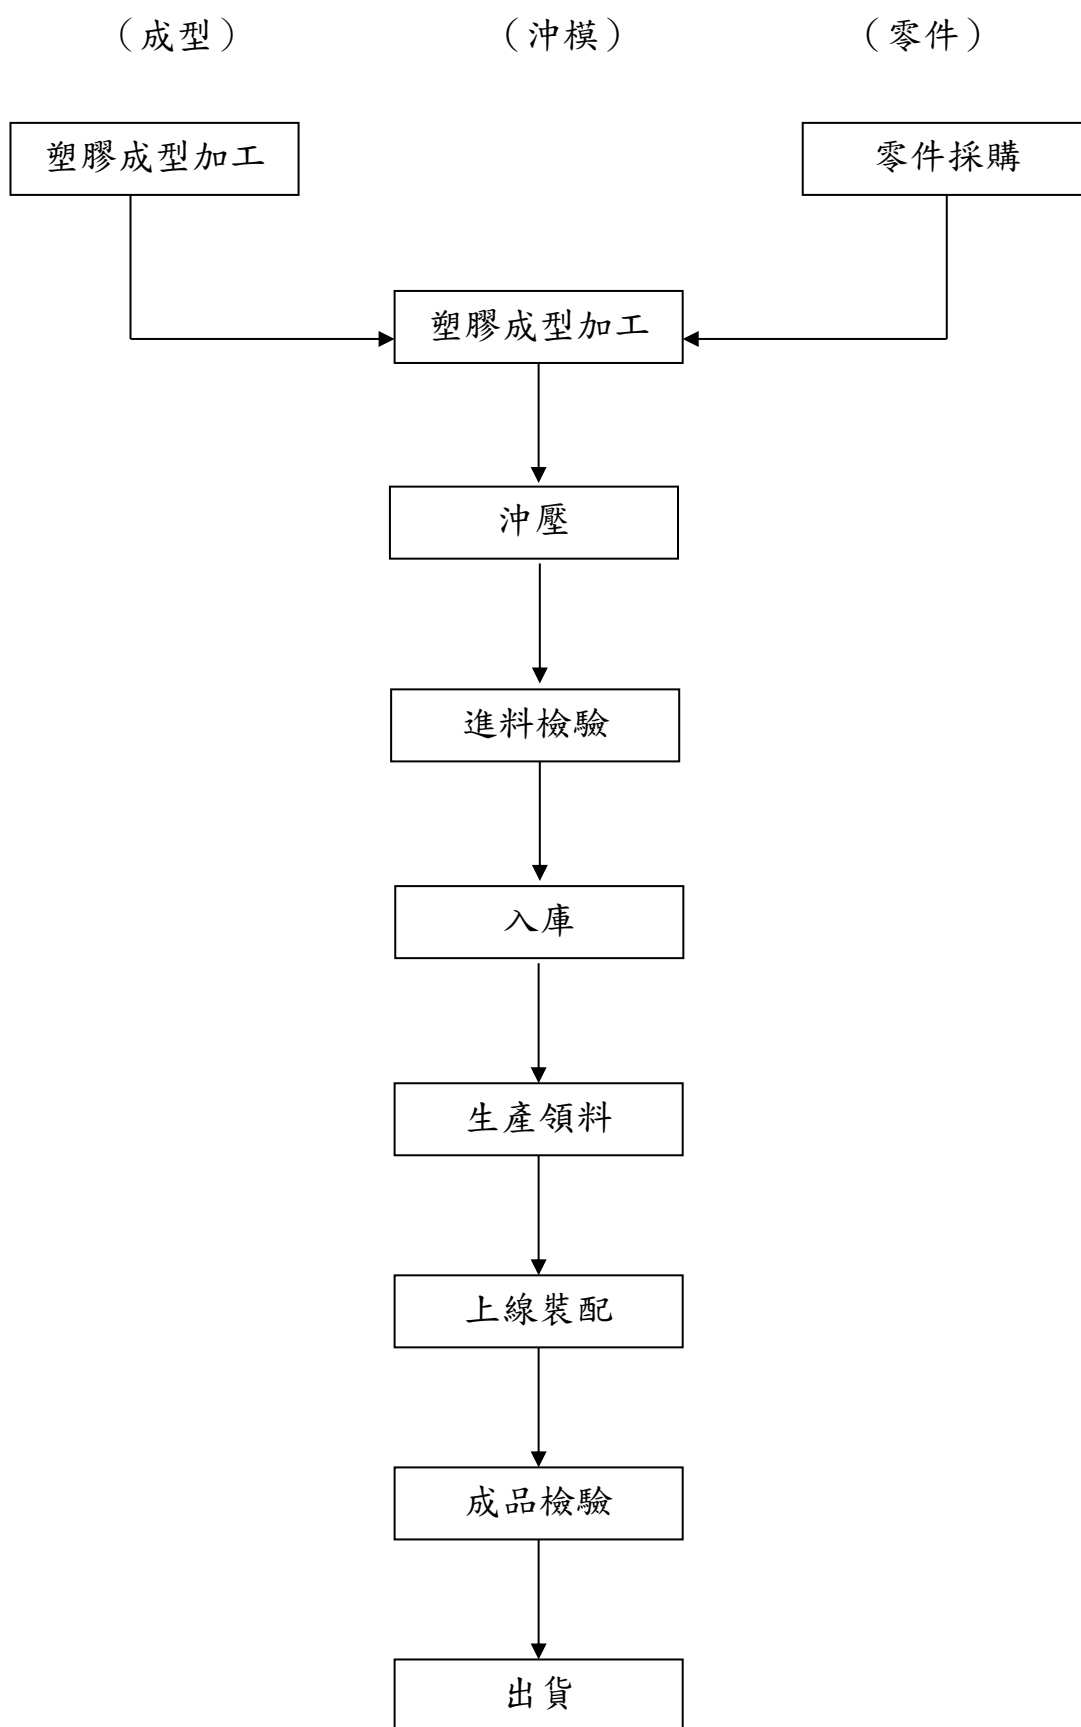 （成型） （沖模） （零件）
塑膠成型加工 零件採購
塑膠成型加工
沖壓
進料檢驗
入庫
生產領料
上線裝配
成品檢驗
出貨